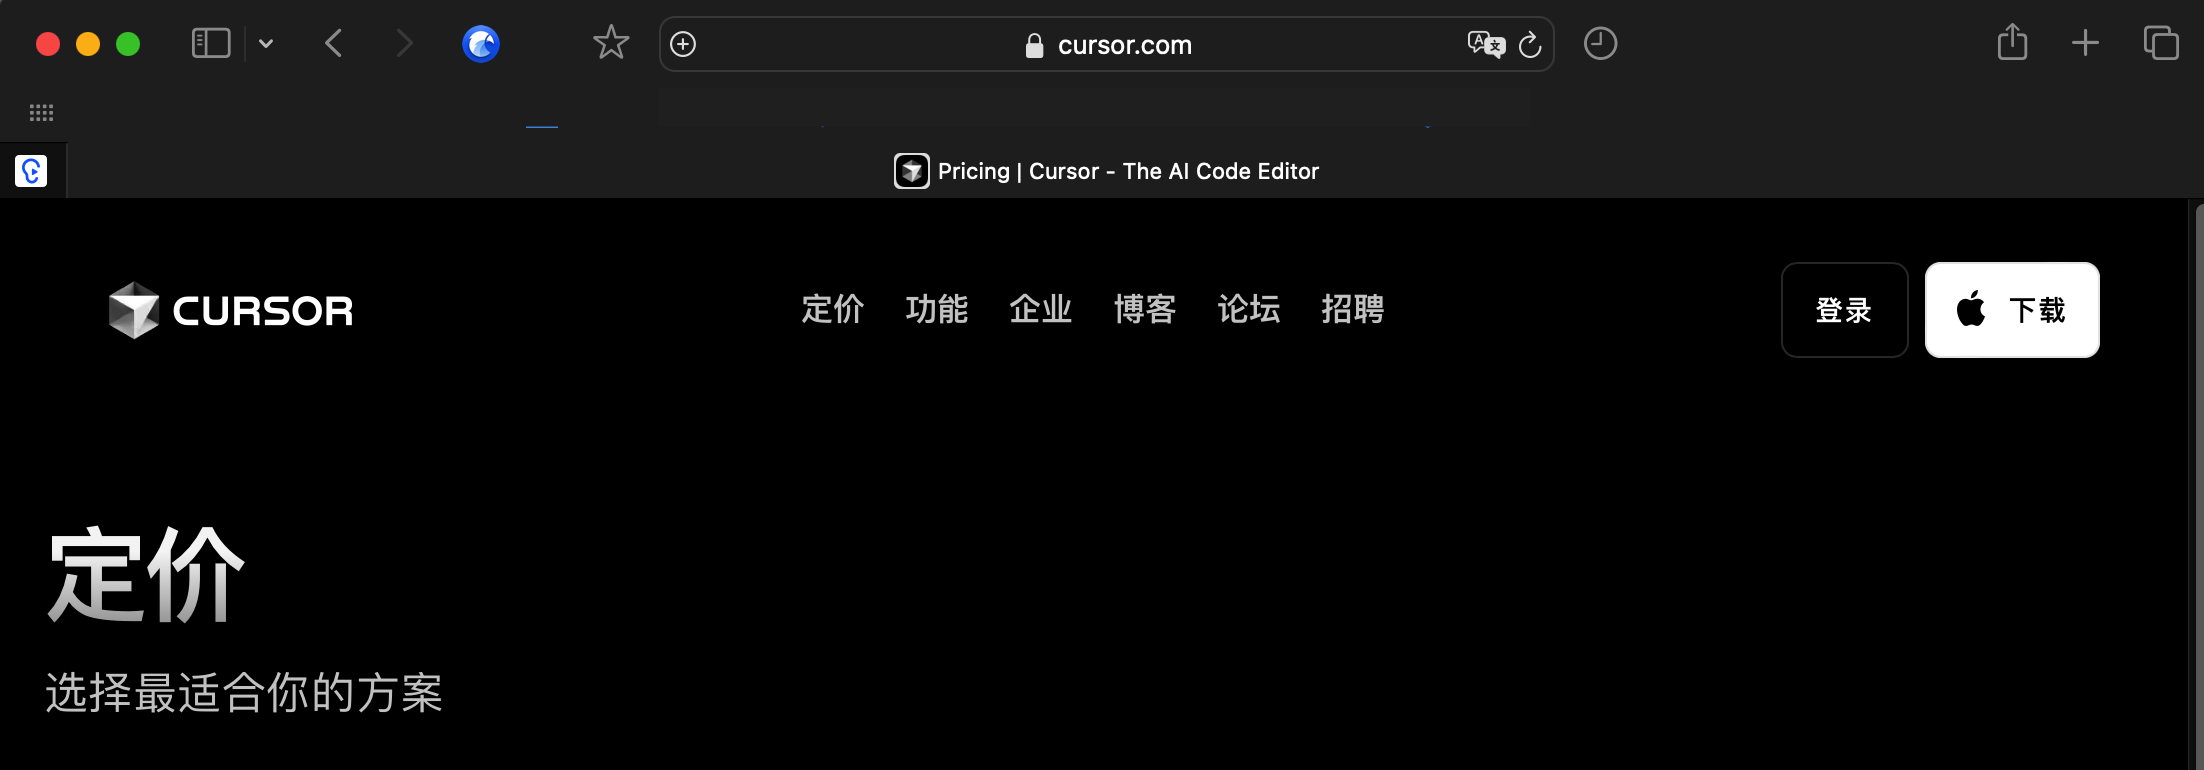 cursor.com
Pricing | Cursor - The AI Code Editor
CURSOR
定价 功能 企业 博客 论坛 招聘
登录
下载
定价
选择最适合你的方案